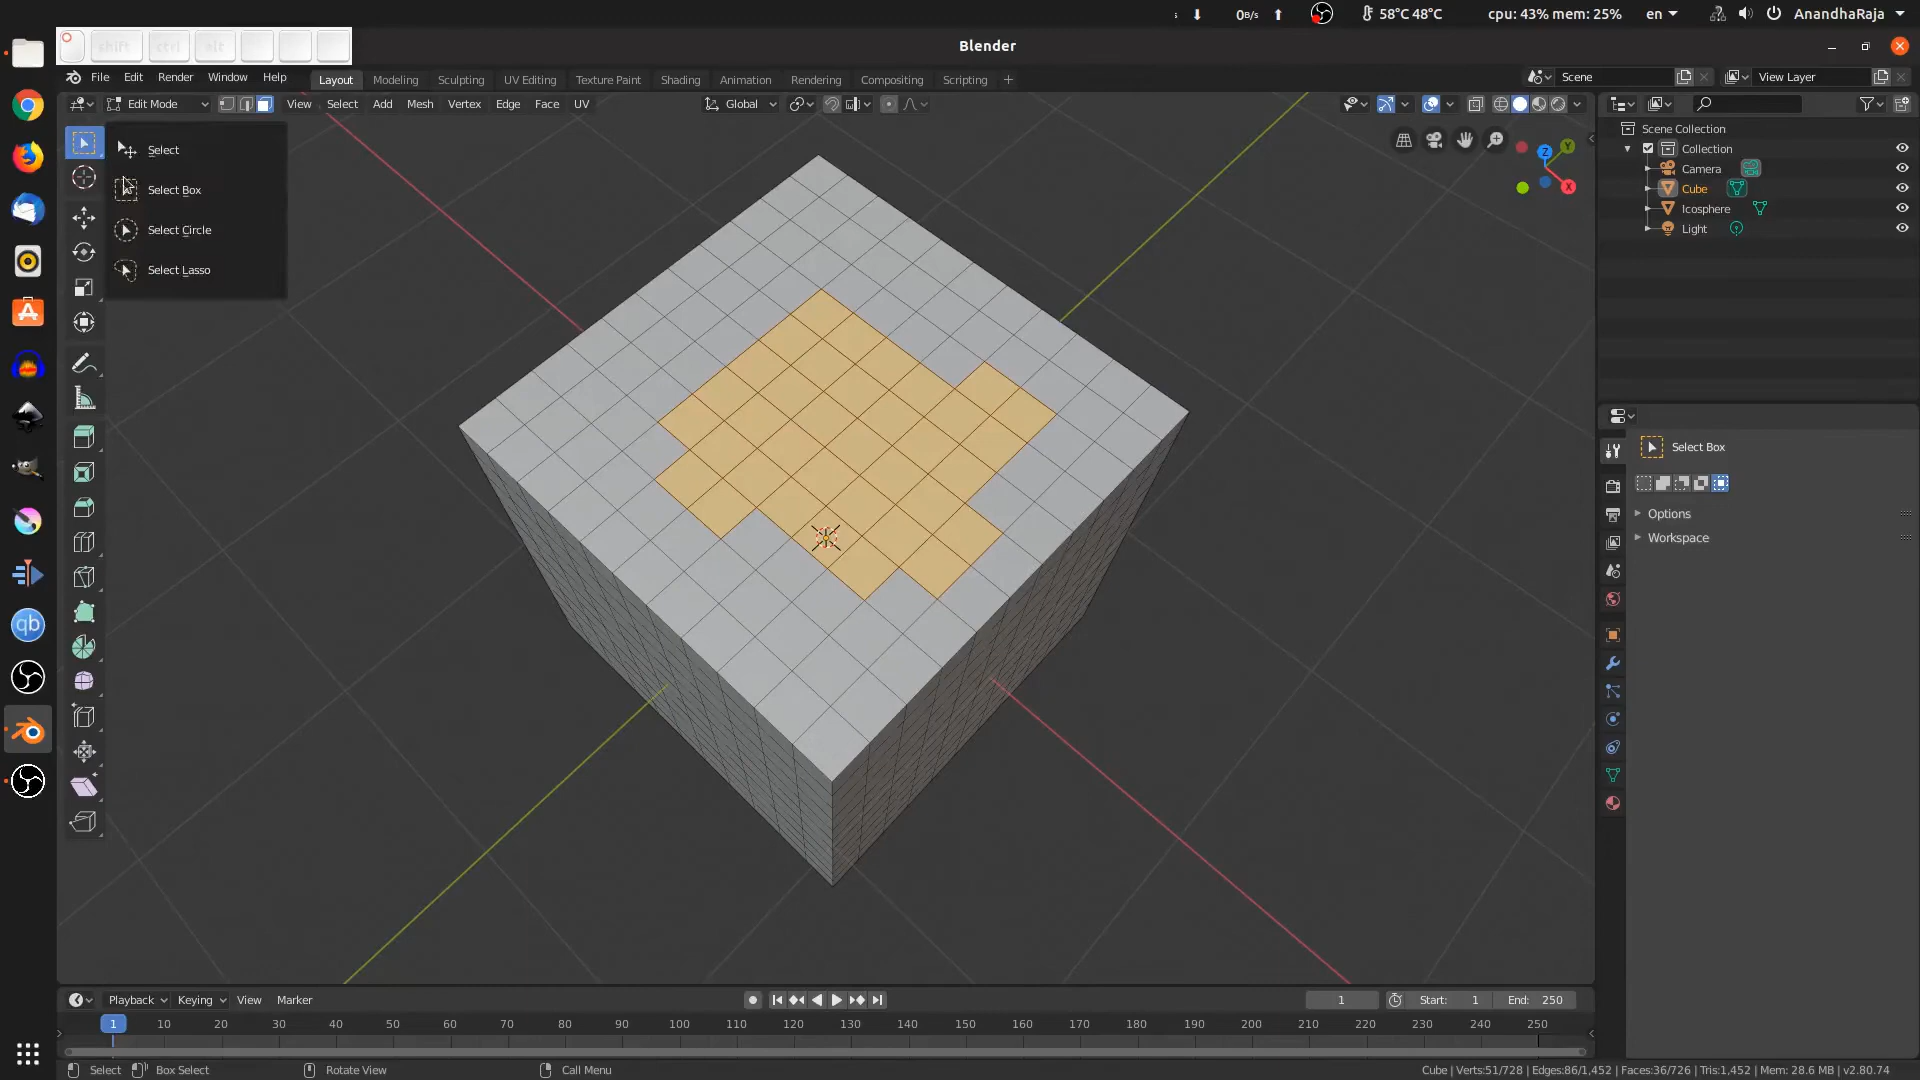 0B/s 58°C 48°C cpu: 43% mem: 25% en AnandhaRaja
shift ctrl alt
Blender
File Edit Render Window Help Layout Modeling Sculpting UV Editing Texture Paint Shading Animation Rendering Compositing Scripting + Scene View Layer
Edit Mode View Select Add Mesh Vertex Edge Face UV Global
Select
Select Box
Select Circle
Select Lasso
Z
Y
X
Scene Collection
Collection
Camera
Cube
Icosphere
Light
Select Box
Options
Workspace
qb
Playback Keying View Marker 1 Start: 1 End: 250
1 10 20 30 40 50 60 70 80 90 100 110 120 130 140 150 160 170 180 190 200 210 220 230 240 250
Select Box Select Rotate View Call Menu Cube | Verts:51/728 | Edges:86/1,452 | Faces:36/726 | Tris:1,452 | Mem: 28.6 MB | v2.80.74